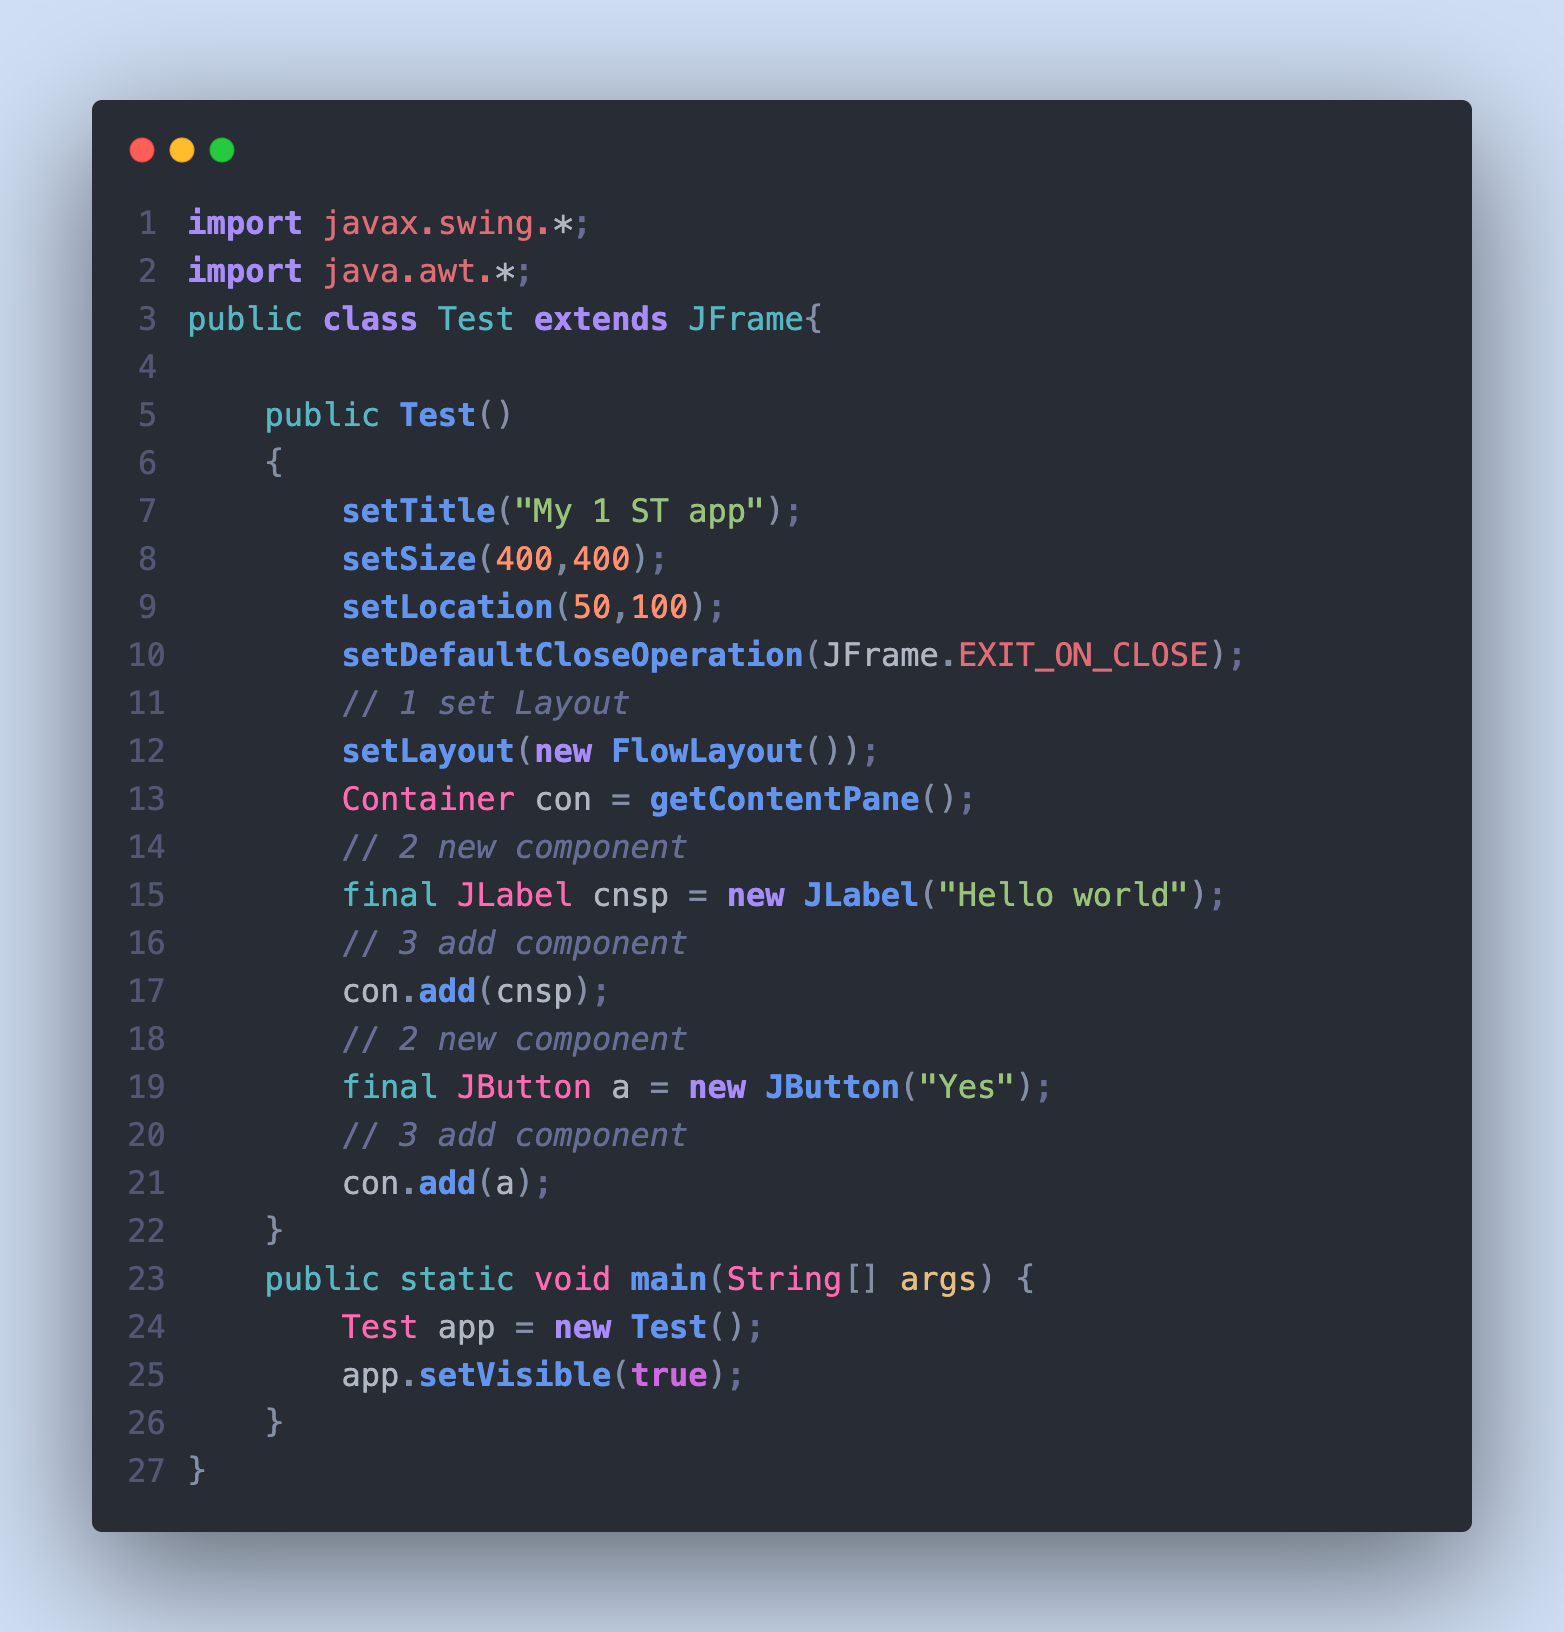 1 import javax.swing.*;
2 import java.awt.*;
3 public class Test extends JFrame{
4
5     public Test()
6     {
7         setTitle("My 1 ST app");
8         setSize(400,400);
9         setLocation(50,100);
10         setDefaultCloseOperation(JFrame.EXIT_ON_CLOSE);
11         // 1 set Layout
12         setLayout(new FlowLayout());
13         Container con = getContentPane();
14         // 2 new component
15         final JLabel cnsp = new JLabel("Hello world");
16         // 3 add component
17         con.add(cnsp);
18         // 2 new component
19         final JButton a = new JButton("Yes");
20         // 3 add component
21         con.add(a);
22     }
23     public static void main(String[] args) {
24         Test app = new Test();
25         app.setVisible(true);
26     }
27 }